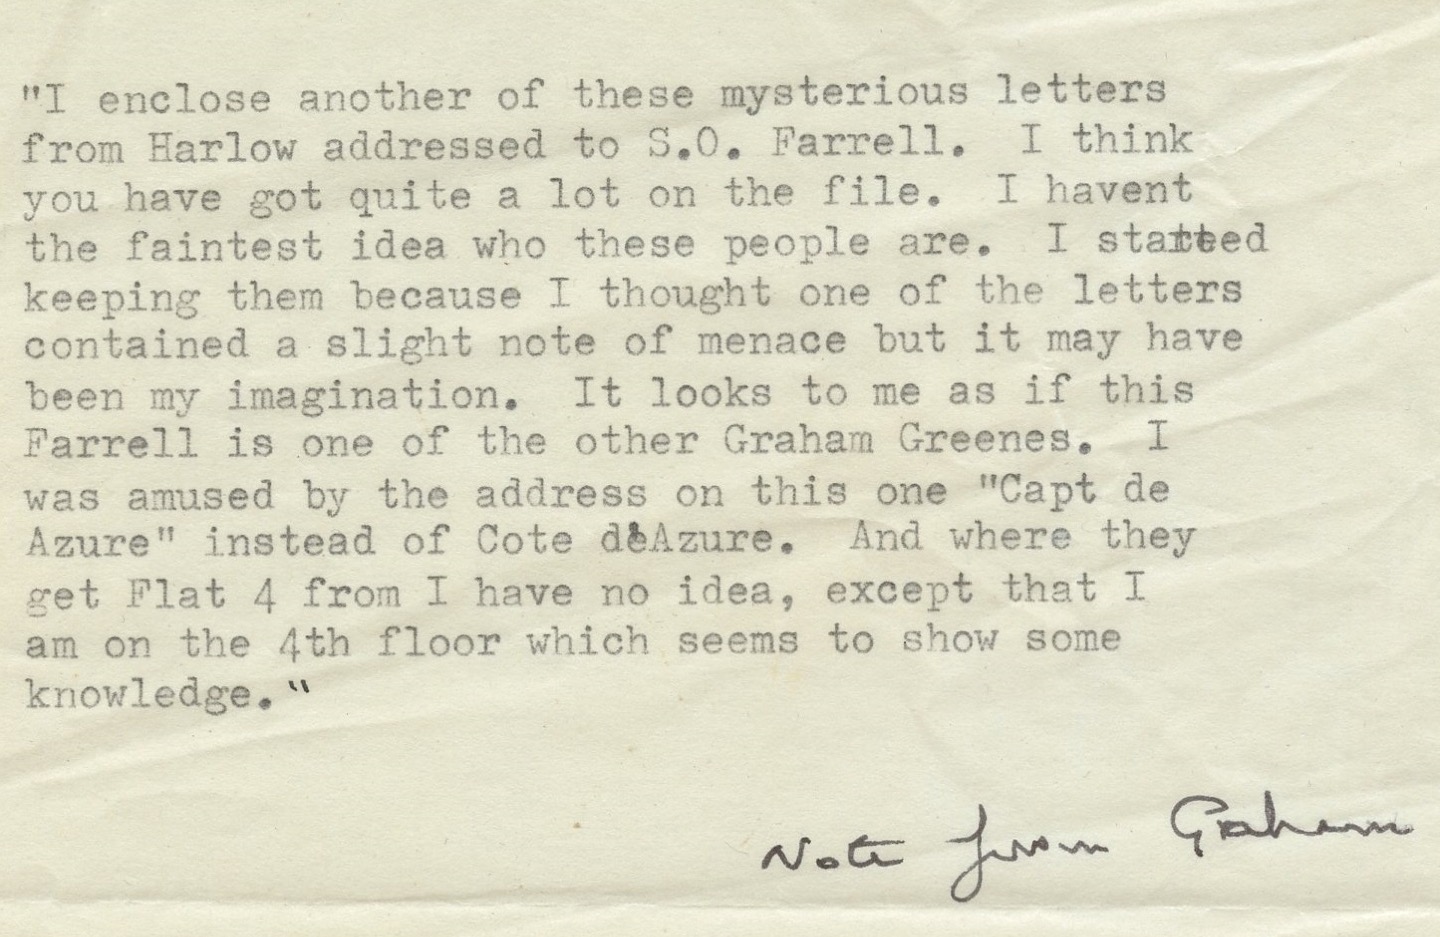 "I enclose another of these mysterious letters
from Harlow addressed to S.O. Farrell.  I think
you have got quite a lot on the file.  I havent
the faintest idea who these people are.  I started
keeping them because I thought one of the letters
contained a slight note of menace but it may have
been my imagination.  It looks to me as if this
Farrell is one of the other Graham Greenes.  I
was amused by the address on this one "Capt de
Azure" instead of Cote d'Azure.  And where they
get Flat 4 from I have no idea, except that I
am on the 4th floor which seems to show some
knowledge."
Note from Graham